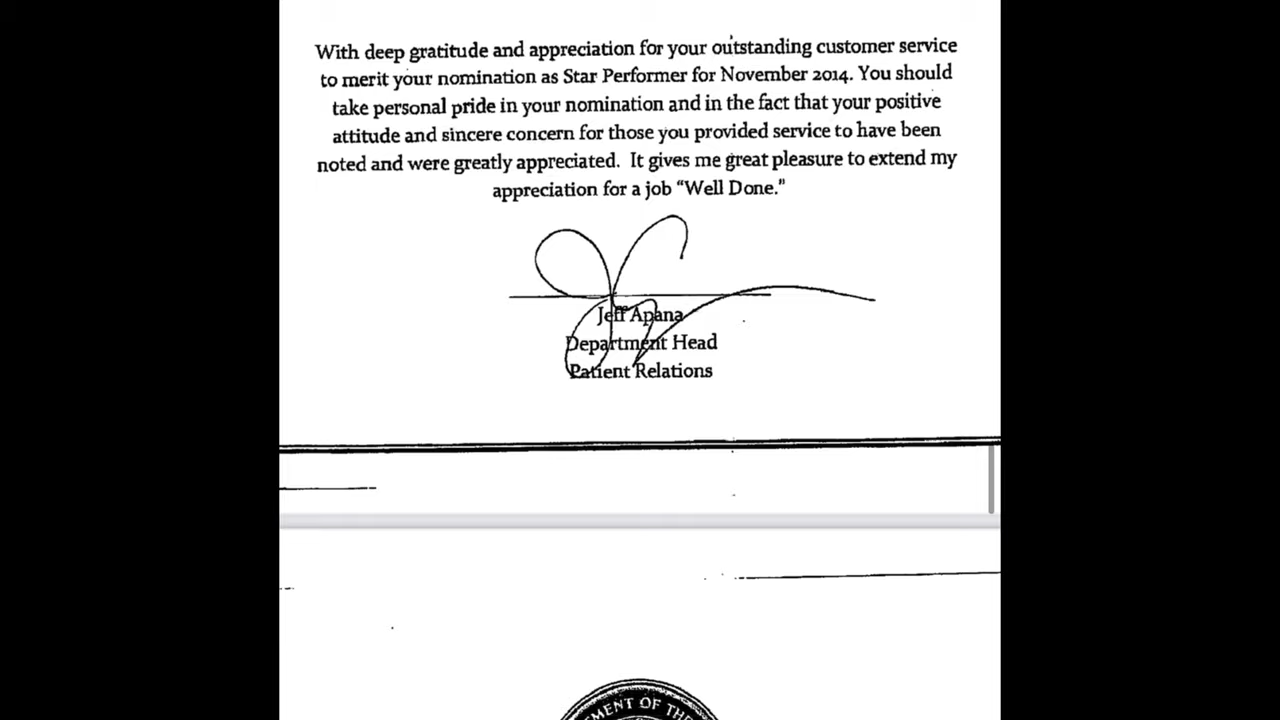 With deep gratitude and appreciation for your outstanding customer service
to merit your nomination as Star Performer for November 2014. You should
take personal pride in your nomination and in the fact that your positive
attitude and sincere concern for those you provided service to have been
noted and were greatly appreciated. It gives me great pleasure to extend my
appreciation for a job “Well Done.”
Jeff Apana
Department Head
Patient Relations
MENT OF THE